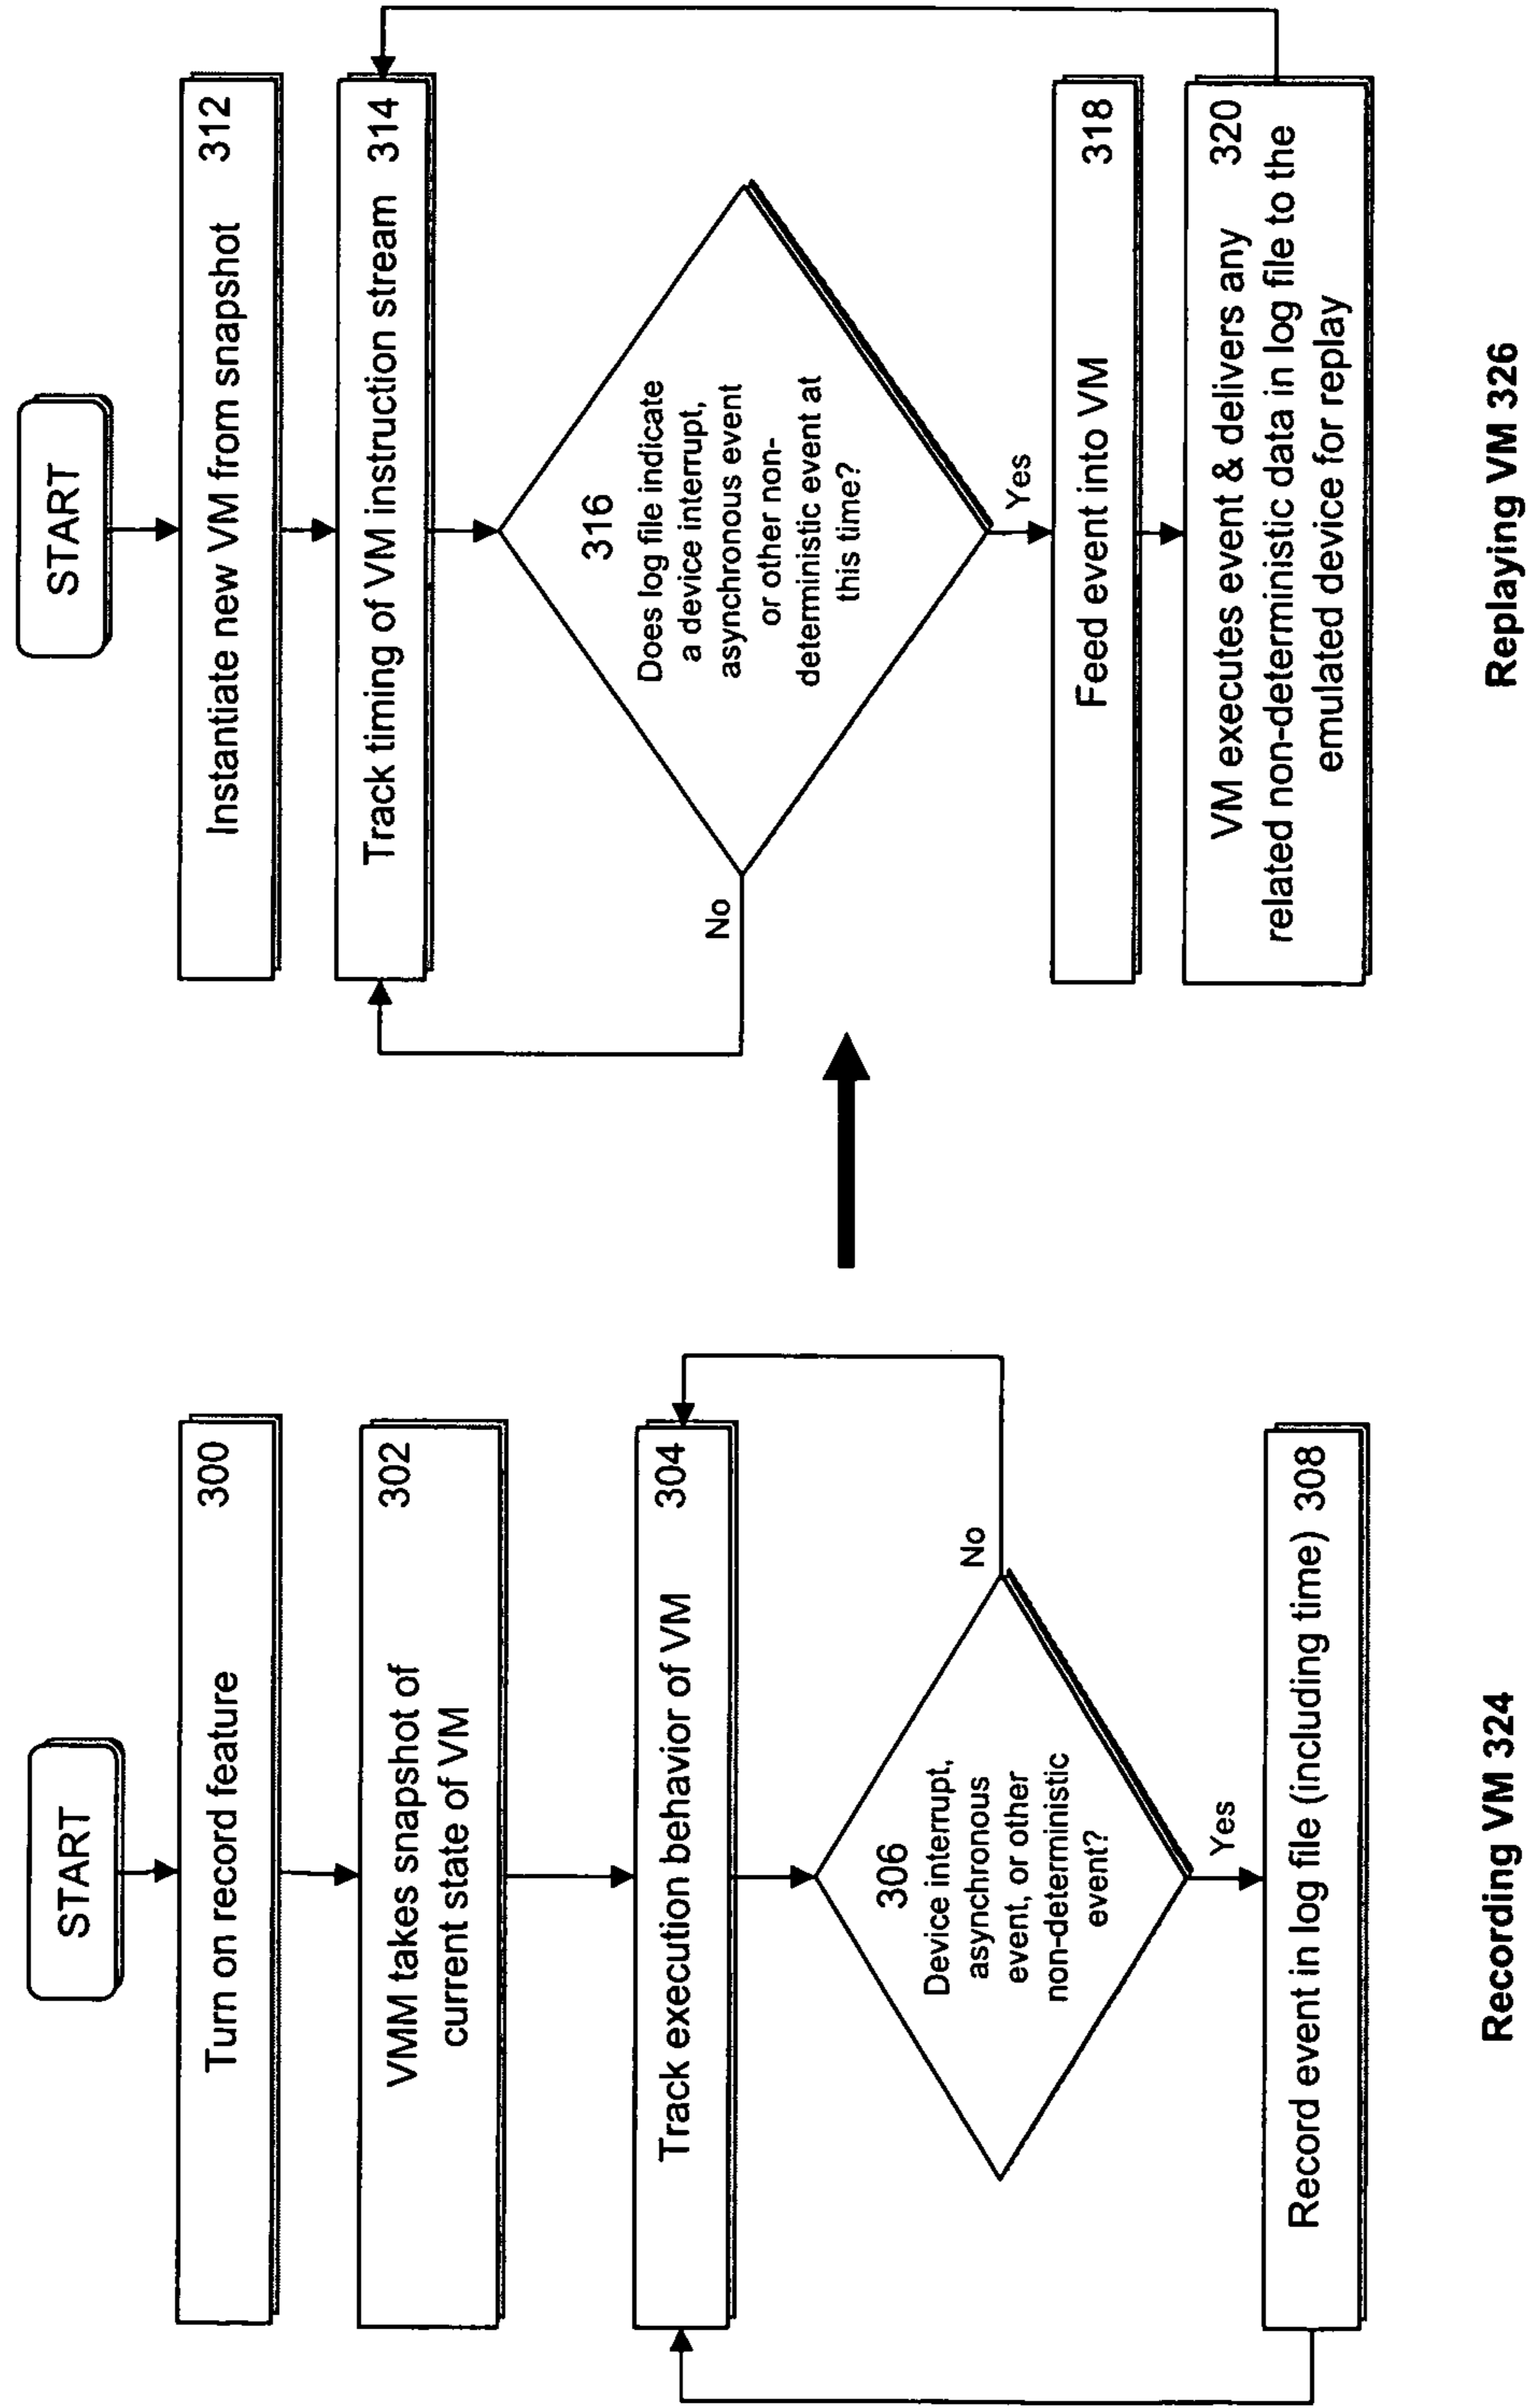 START
Turn on record feature 300
VMM takes snapshot of 302
current state of VM
Track execution behavior of VM 304
306
Device interrupt,
asynchronous
event, or other
non-deterministic
event?
No
Yes
Record event in log file (including time) 308
Recording VM 324
START
Instantiate new VM from snapshot 312
Track timing of VM instruction stream 314
316
Does log file indicate
a device interrupt,
asynchronous event
or other non-
deterministic event at
this time?
No
Yes
Feed event into VM 318
VM executes event & delivers any 320
related non-deterministic data in log file to the
emulated device for replay
Replaying VM 326